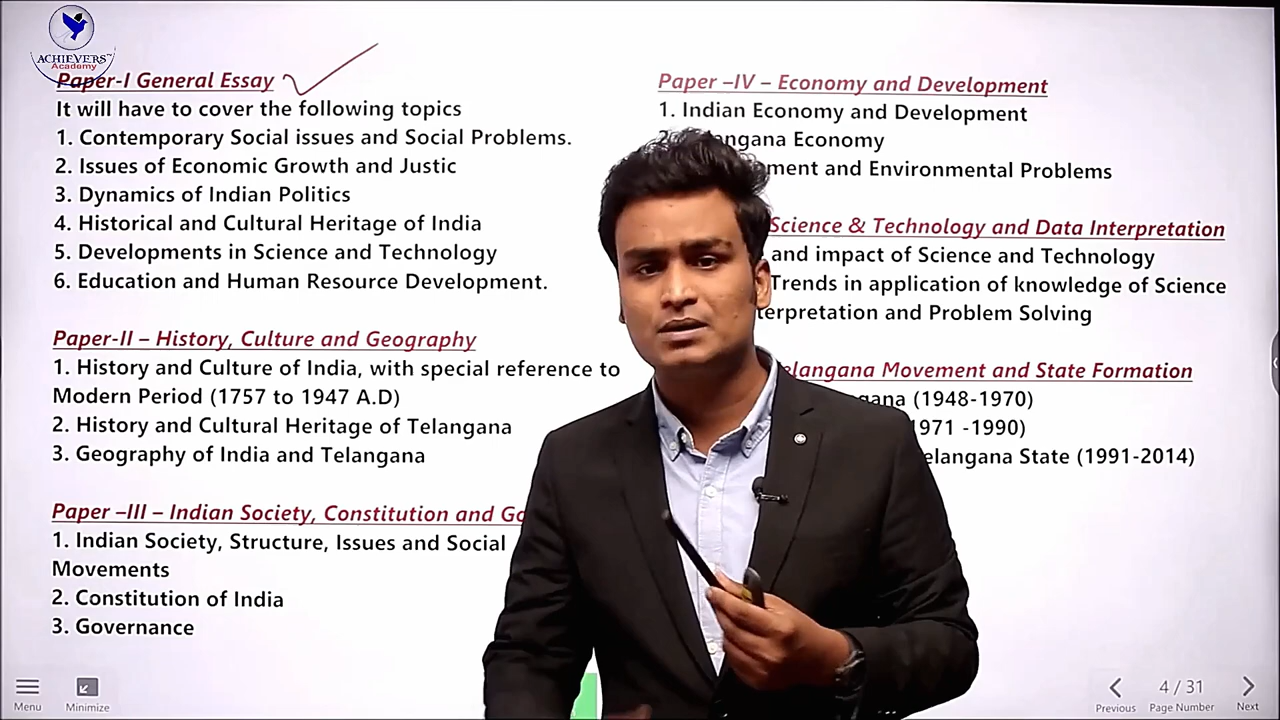 ACHIEVERS
Academy
Paper-I General Essay
It will have to cover the following topics
1. Contemporary Social issues and Social Problems.
2. Issues of Economic Growth and Justic
3. Dynamics of Indian Politics
4. Historical and Cultural Heritage of India
5. Developments in Science and Technology
6. Education and Human Resource Development.
Paper-II – History, Culture and Geography
1. History and Culture of India, with special reference to
Modern Period (1757 to 1947 A.D)
2. History and Cultural Heritage of Telangana
3. Geography of India and Telangana
Paper –III – Indian Society, Constitution and
1. Indian Society, Structure, Issues and Social
Movements
2. Constitution of India
3. Governance
Paper –IV – Economy and Development
1. Indian Economy and Development
Economy
and Environmental Problems
Science & Technology and Data Interpretation
and impact of Science and Technology
Trends in application of knowledge of Science
and Problem Solving
Movement and State Formation
(1948-1970)
1971 -1990)
State (1991-2014)
Menu
Minimize
4 / 31
Previous
Page Number
Next